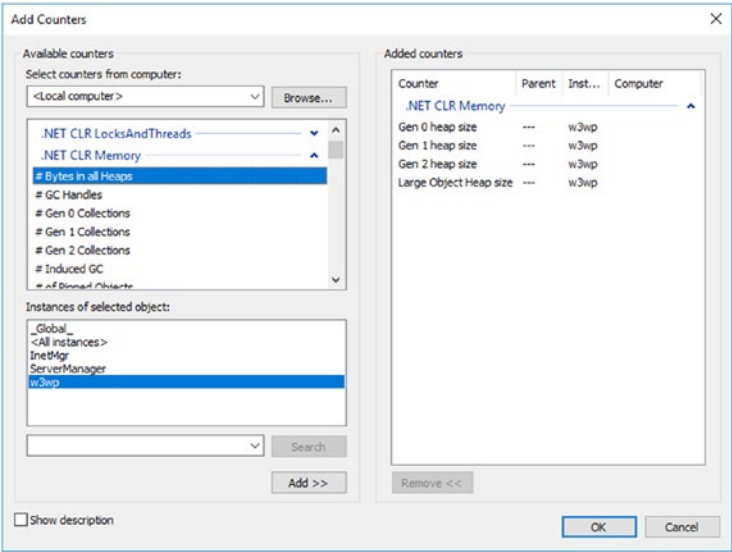 Add Counters
Available counters
Select counters from computer:
<Local computer>
Browse...
.NET CLR LocksAndThreads
.NET CLR Memory
# Bytes in all Heaps
# GC Handles
# Gen 0 Collections
# Gen 1 Collections
# Gen 2 Collections
# Induced GC
# of Pinned Objects
Instances of selected object:
_Global_
<All instances>
InetMgr
ServerManager
w3wp
Search
Add >>
Show description
Added counters
Counter Parent Inst... Computer
.NET CLR Memory
Gen 0 heap size --- w3wp
Gen 1 heap size --- w3wp
Gen 2 heap size --- w3wp
Large Object Heap size --- w3wp
Remove <<
OK Cancel